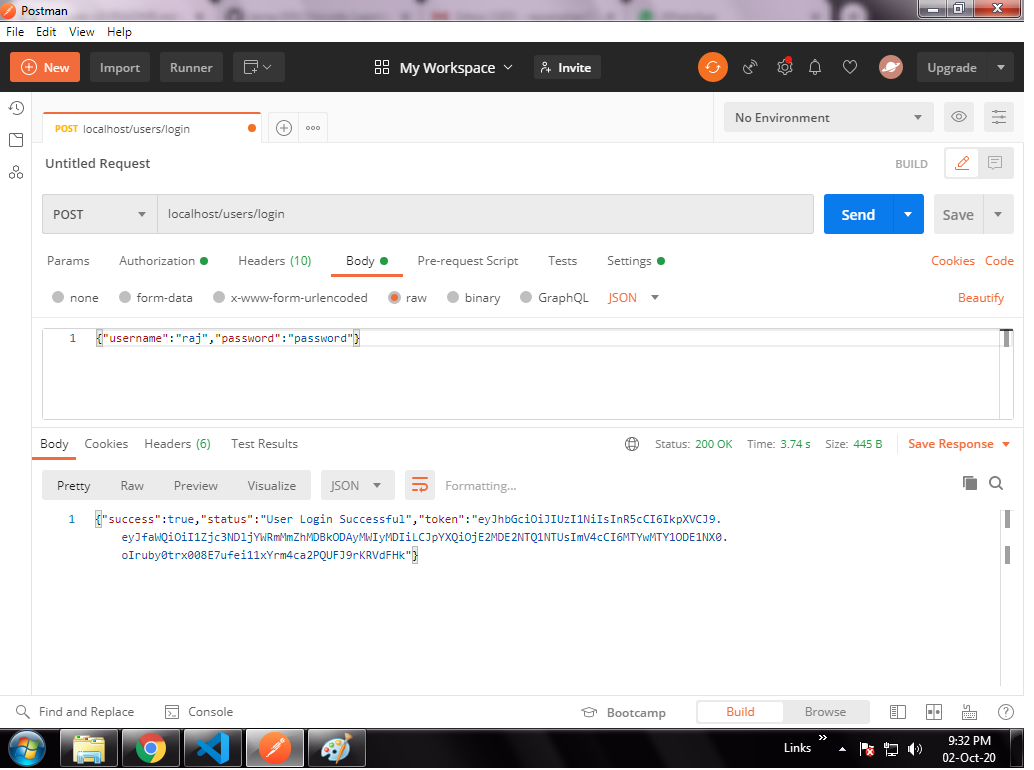 Postman
File Edit View Help
New Import Runner My Workspace Invite Upgrade
POST localhost/users/login No Environment
Untitled Request BUILD
POST localhost/users/login Send Save
Params Authorization Headers (10) Body Pre-request Script Tests Settings Cookies Code
none form-data x-www-form-urlencoded raw binary GraphQL JSON Beautify
1 {"username":"raj","password":"password"}
Body Cookies Headers (6) Test Results Status: 200 OK Time: 3.74 s Size: 445 B Save Response
Pretty Raw Preview Visualize JSON Formatting...
1 {"success":true,"status":"User Login Successful","token":"eyJhbGciOiJIUzI1NiIsInR5cCI6IkpXVCJ9.
eyJfaWQiOiI1Zjc3NDljYWRmMmZhMDBkODAyMWIyMDIiLCJpYXQiOjE2MDE2NTQ1NTUsImV4cCI6MTYwMTY1ODE1NX0.
oIruby0trx008E7ufei11xYrm4ca2PQUFJ9rKRVdFHk"}
Find and Replace Console Bootcamp Build Browse
Links 9:32 PM
02-Oct-20